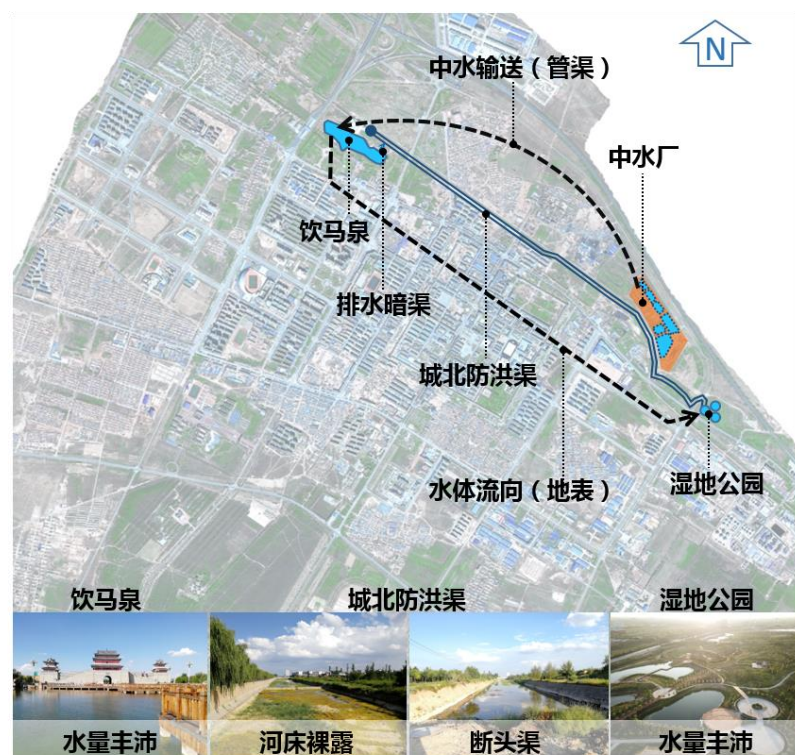 N
中水输送（管渠）
中水厂
饮马泉
排水暗渠
城北防洪渠
水体流向（地表）
湿地公园
饮马泉 城北防洪渠 湿地公园
水量丰沛 河床裸露 断头渠 水量丰沛